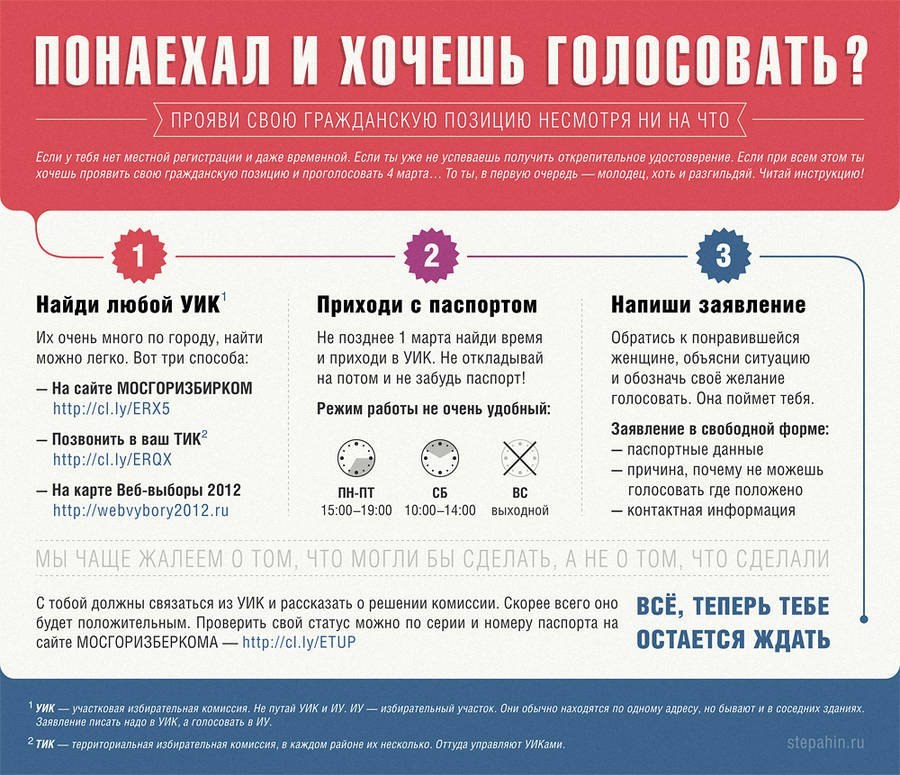 ПОНАЕХАЛ И ХОЧЕШЬ ГОЛОСОВАТЬ?
ПРОЯВИ СВОЮ ГРАЖДАНСКУЮ ПОЗИЦИЮ НЕСМОТРЯ НИ НА ЧТО
Если у тебя нет местной регистрации и даже временной. Если ты уже не успеваешь получить открепительное удостоверение. Если при всем этом ты
хочешь проявить свою гражданскую позицию и проголосовать 4 марта... То ты, в первую очередь — молодец, хоть и разгильдяй. Читай инструкцию!
1
Найди любой УИК¹
Их очень много по городу, найти
можно легко. Вот три способа:
— На сайте МОСГОРИЗБИРКОМ
http://cl.ly/ERX5
— Позвонить в ваш ТИК²
http://cl.ly/ERQX
— На карте Веб-выборы 2012
http://webvybory2012.ru
2
Приходи с паспортом
Не позднее 1 марта найди время
и приходи в УИК. Не откладывай
на потом и не забудь паспорт!
Режим работы не очень удобный:
ПН-ПТ
15:00–19:00
СБ
10:00–14:00
ВС
выходной
3
Напиши заявление
Обратись к понравившейся
женщине, объясни ситуацию
и обозначь своё желание
голосовать. Она поймет тебя.
Заявление в свободной форме:
— паспортные данные
— причина, почему не можешь
голосовать где положено
— контактная информация
МЫ ЧАЩЕ ЖАЛЕЕМ О ТОМ, ЧТО МОГЛИ БЫ СДЕЛАТЬ, А НЕ О ТОМ, ЧТО СДЕЛАЛИ
С тобой должны связаться из УИК и рассказать о решении комиссии. Скорее всего оно
будет положительным. Проверить свой статус можно по серии и номеру паспорта на
сайте МОСГОРИЗБЕРКОМА — http://cl.ly/ETUP
ВСЁ, ТЕПЕРЬ ТЕБЕ
ОСТАЕТСЯ ЖДАТЬ
¹ УИК — участковая избирательная комиссия. Не путай УИК и ИУ. ИУ — избирательный участок. Они обычно находятся по одному адресу, но бывают и в соседних зданиях.
Заявление писать надо в УИК, а голосовать в ИУ.
² ТИК — территориальная избирательная комиссия, в каждом районе их несколько. Оттуда управляют УИКами.
stepahin.ru